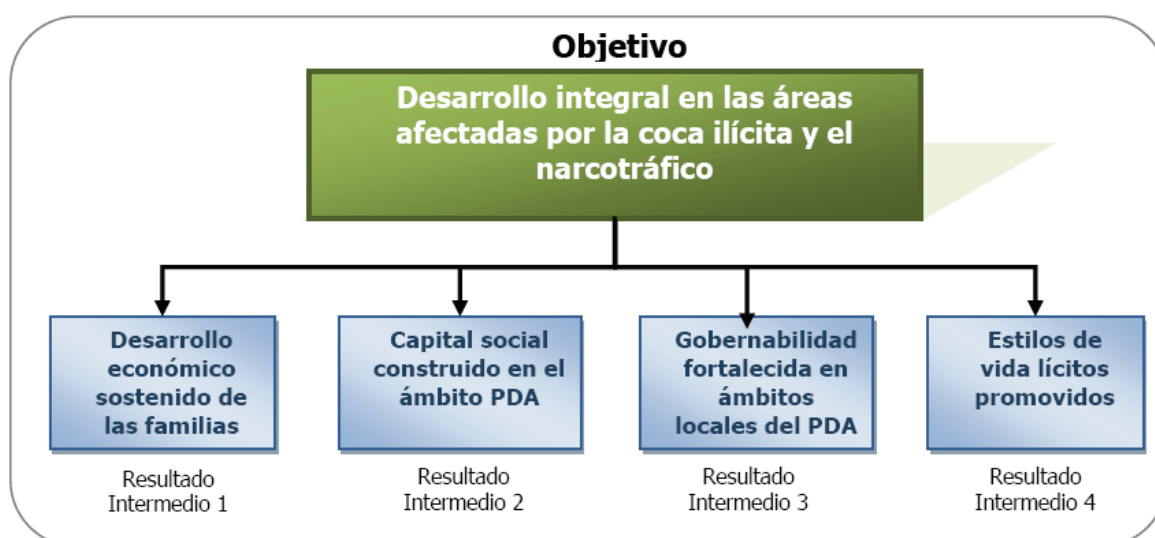 Objetivo
Desarrollo integral en las áreas
afectadas por la coca ilícita y el
narcotráfico
Desarrollo
económico
sostenido de
las familias
Resultado
Intermedio 1
Capital social
construido en el
ámbito PDA
Resultado
Intermedio 2
Gobernabilidad
fortalecida en
ámbitos
locales del PDA
Resultado
Intermedio 3
Estilos de
vida lícitos
promovidos
Resultado
Intermedio 4